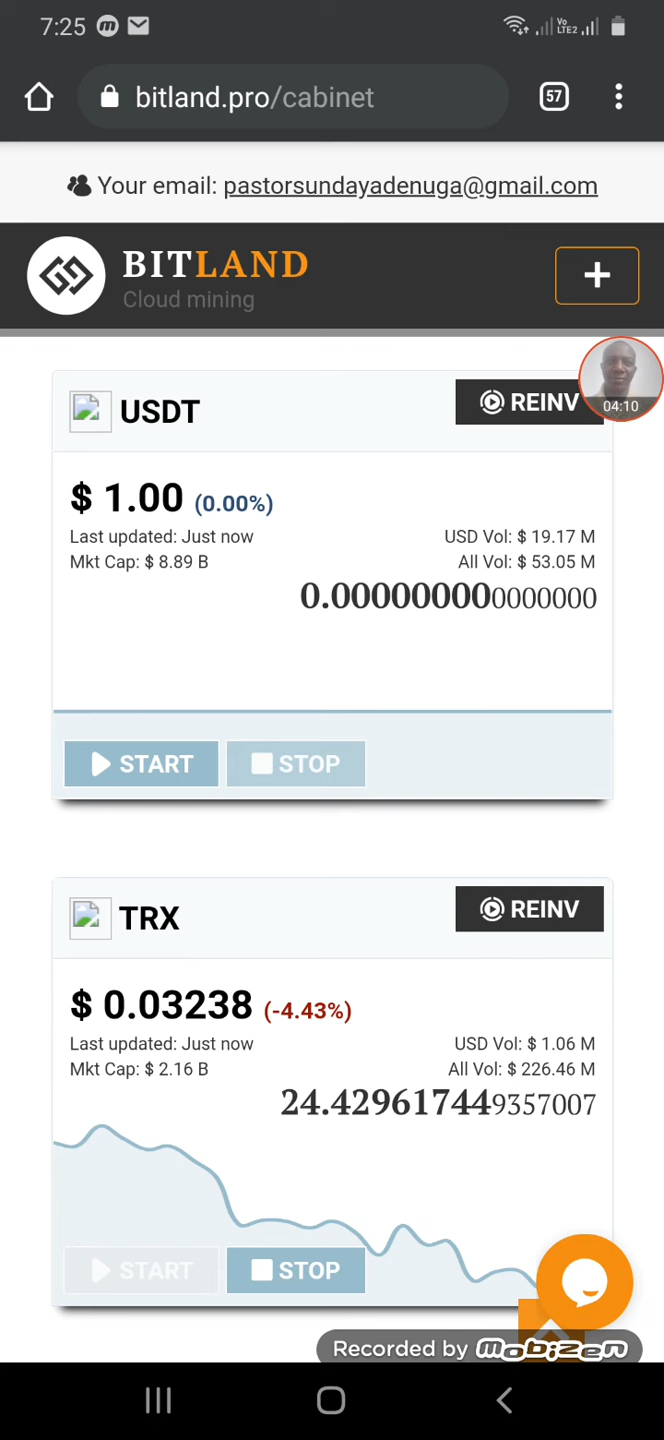 7:25
Vo
LTE2
bitland.pro/cabinet
57
Your email: pastorsundayadenuga@gmail.com
BITLAND
Cloud mining
04:10
USDT
REINV
$ 1.00 (0.00%)
Last updated: Just now
USD Vol: $ 19.17 M
Mkt Cap: $ 8.89 B
All Vol: $ 53.05 M
0.000000000000000
START
STOP
TRX
REINV
$ 0.03238 (-4.43%)
Last updated: Just now
USD Vol: $ 1.06 M
Mkt Cap: $ 2.16 B
All Vol: $ 226.46 M
24.429617449357007
START
STOP
Recorded by Mobizen